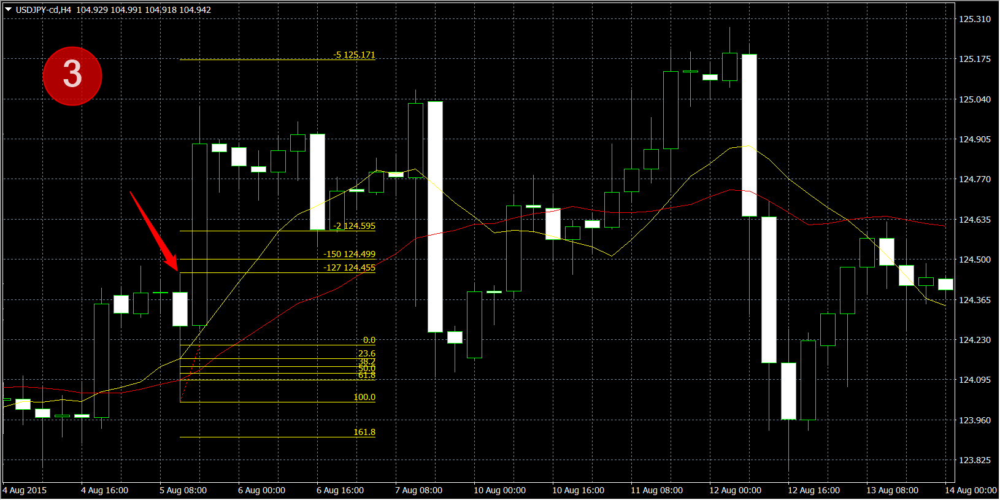 USDJPY-cd,H4 104.929 104.991 104.918 104.942
3
125.310
-5 125.171
125.175
125.040
124.905
124.770
124.635
-2 124.595
-150 124.499
124.500
-127 124.455
124.365
0.0
124.230
23.6
38.2
50.0
61.8
124.095
100.0
123.960
161.8
123.825
4 Aug 2015
4 Aug 16:00
5 Aug 08:00
6 Aug 00:00
6 Aug 16:00
7 Aug 08:00
10 Aug 00:00
10 Aug 16:00
11 Aug 08:00
12 Aug 00:00
12 Aug 16:00
13 Aug 08:00
14 Aug 00:00